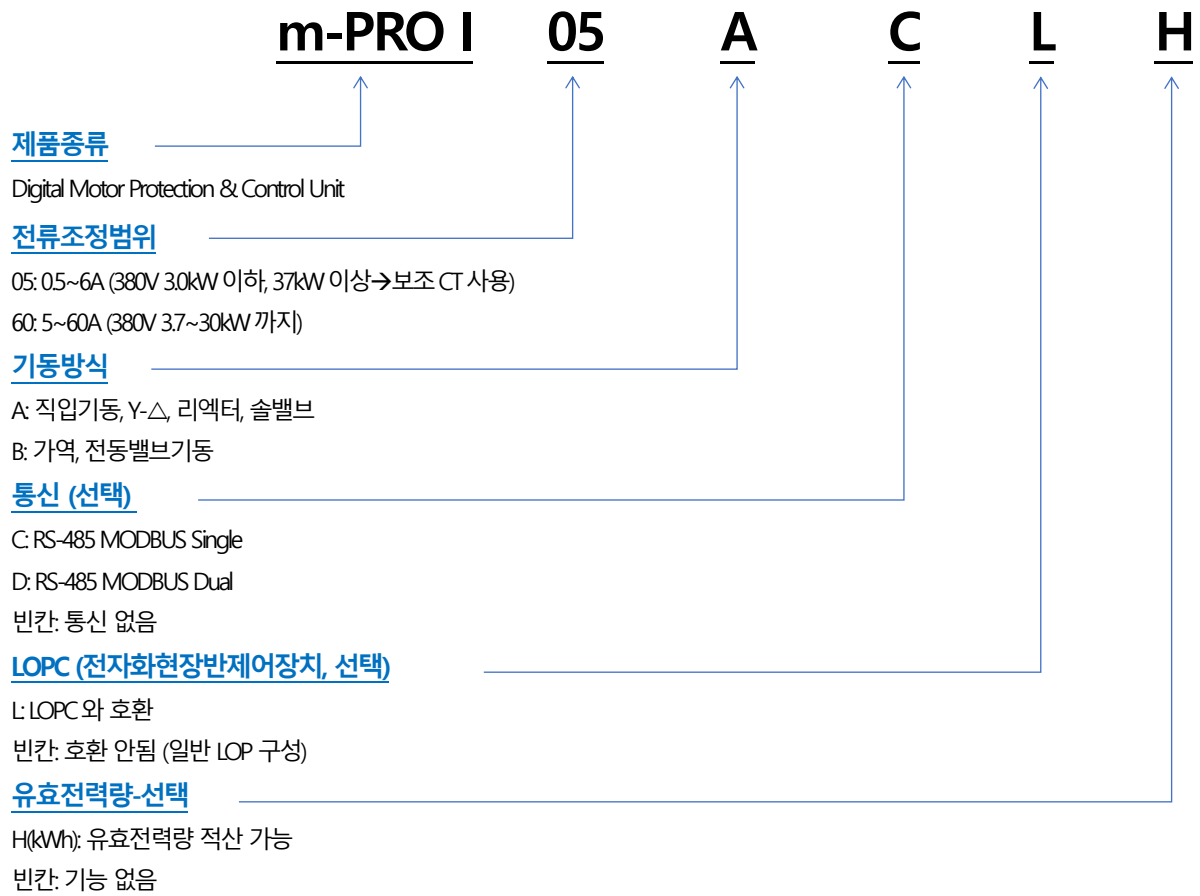 m-PRO I 05 A C L H
제품종류
Digital Motor Protection & Control Unit
전류조정범위
05: 0.5~6A (380V 3.0kW 이하, 37kW 이상→보조 CT 사용)
60: 5~60A (380V 3.7~30kW 까지)
기동방식
A: 직입기동, Y-△, 리엑터, 솔밸브
B: 가역, 전동밸브기동
통신 (선택)
C: RS-485 MODBUS Single
D: RS-485 MODBUS Dual
빈칸: 통신 없음
LOPC (전자화현장반제어장치, 선택)
L: LOPC 와 호환
빈칸: 호환 안됨 (일반 LOP 구성)
유효전력량-선택
H(kWh): 유효전력량 적산 가능
빈칸: 기능 없음